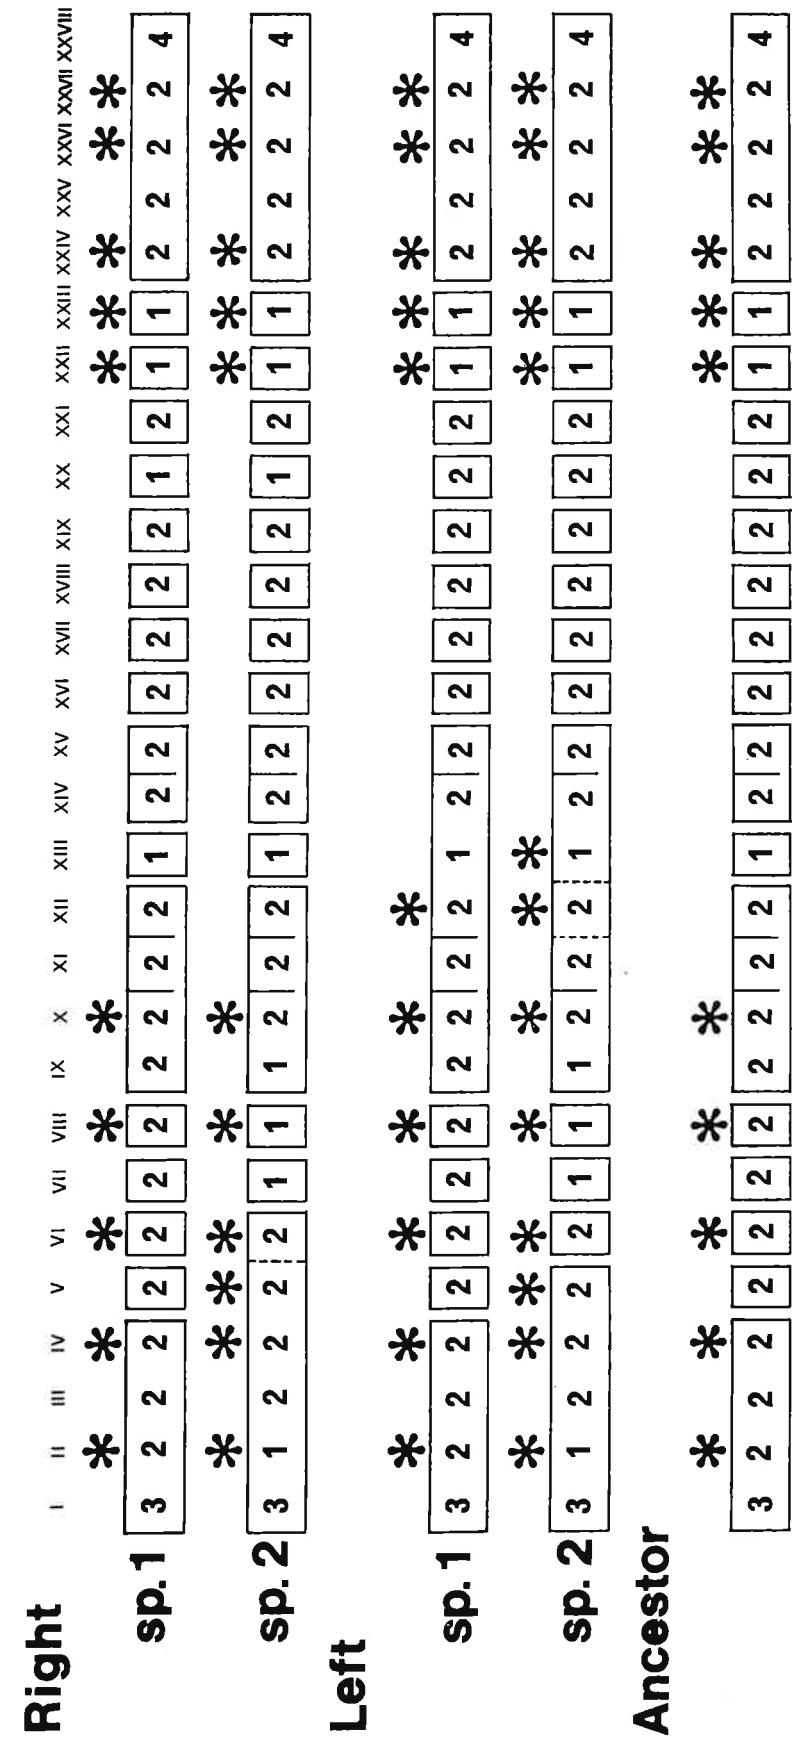 Right
I II III IV V VI VII VIII IX X XI XII XIII XIV XV XVI XVII XVIII XIX XX XXI XXII XXIII XXIV XXV XXVI XXVII XXVIII
* * * * * * * * * *
sp. 1 3 2 2 2 2 2 2 2 2 2 2 2 1 2 2 2 2 2 2 1 2 1 1 2 2 2 2 4
* * * * * * * * * * *
sp. 2 3 1 2 2 2 2 1 1 1 2 2 2 1 2 2 2 2 2 2 1 2 1 1 2 2 2 2 4
Left
* * * * * * * * * * *
sp. 1 3 2 2 2 2 2 2 2 2 2 2 2 1 2 2 2 2 2 2 2 2 1 1 2 2 2 2 4
* * * * * * * * * * * * *
sp. 2 3 1 2 2 2 2 1 1 1 2 2 2 1 2 2 2 2 2 2 2 2 1 1 2 2 2 2 4
Ancestor
* * * * * * * * * *
3 2 2 2 2 2 2 2 2 2 2 2 1 2 2 2 2 2 2 2 2 1 1 2 2 2 2 4